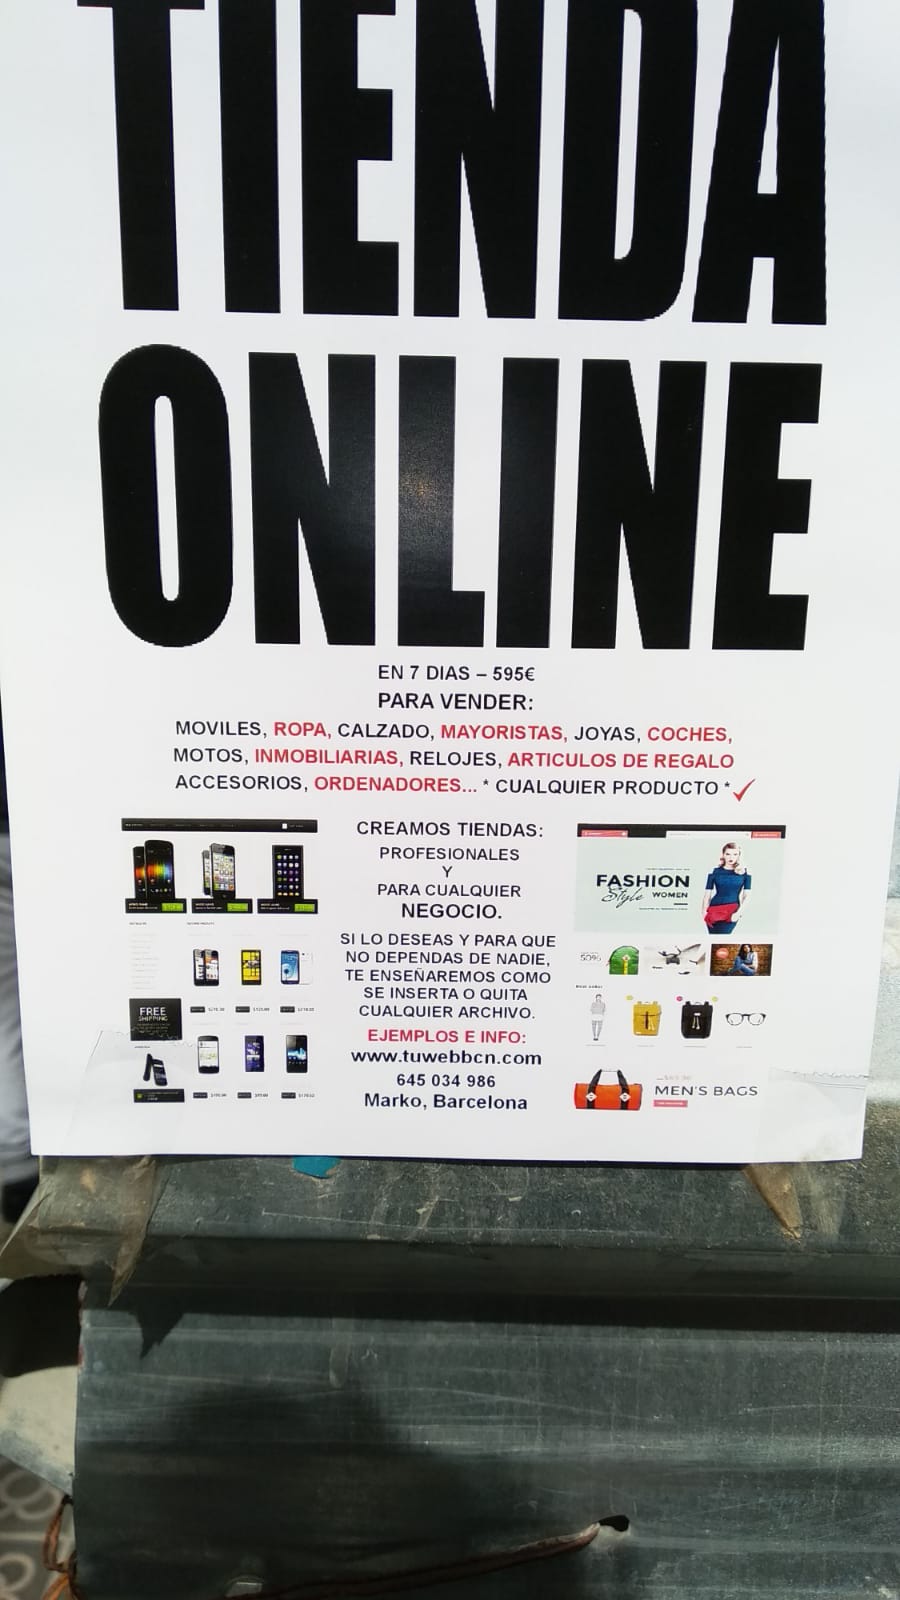 TIENDA
ONLINE
EN 7 DIAS – 595€
PARA VENDER:
MOVILES, ROPA, CALZADO, MAYORISTAS, JOYAS, COCHES,
MOTOS, INMOBILIARIAS, RELOJES, ARTICULOS DE REGALO
ACCESORIOS, ORDENADORES... * CUALQUIER PRODUCTO *
CREAMOS TIENDAS:
PROFESIONALES
Y
PARA CUALQUIER
NEGOCIO.
SI LO DESEAS Y PARA QUE
NO DEPENDAS DE NADIE,
TE ENSEÑAREMOS COMO
SE INSERTA O QUITA
CUALQUIER ARCHIVO.
EJEMPLOS E INFO:
www.tuwebbcn.com
645 034 986
Marko, Barcelona
FREE
SHIPPING
FASHION
Style WOMEN
50%
MEN'S BAGS